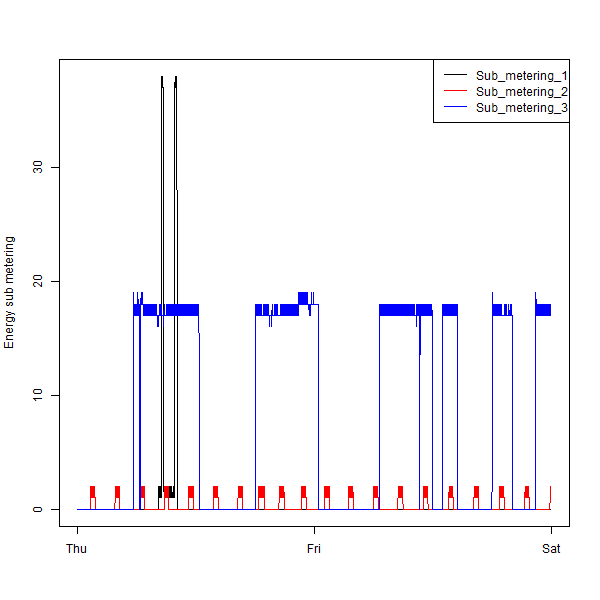 Sub_metering_1
Sub_metering_2
Sub_metering_3
Energy sub metering
30
20
10
0
Thu Fri Sat